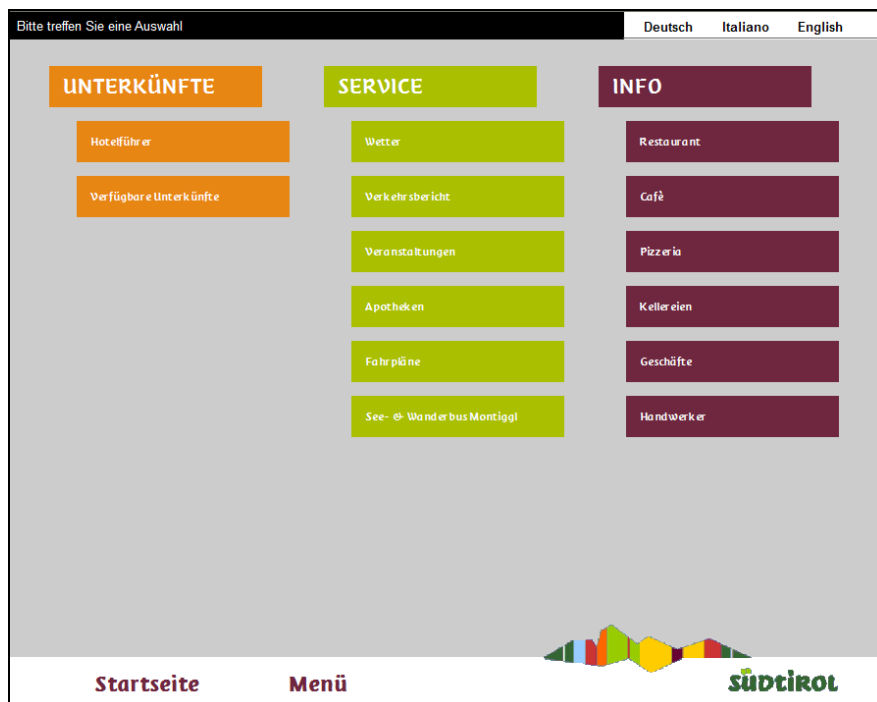 Bitte treffen Sie eine Auswahl
Deutsch Italiano English
UNTERKÜNFTE
Hotelführer
Verfügbare Unterkünfte
SERVICE
Wetter
Verkehrsbericht
Veranstaltungen
Apotheken
Fahrpläne
See- & Wanderbus Montiggl
INFO
Restaurant
Cafè
Pizzeria
Kellereien
Geschäfte
Handwerker
Startseite Menü
SÜDTIROL